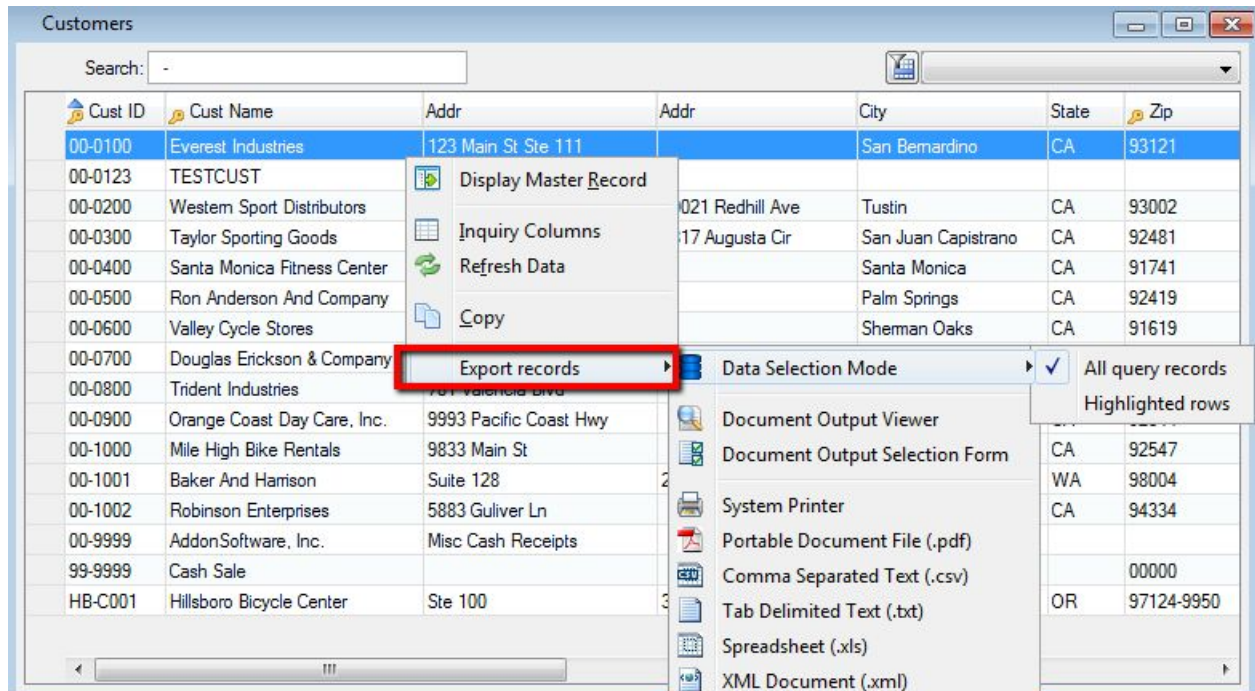 Customers
Search: -
Cust ID Cust Name Addr Addr City State Zip
00-0100 Everest Industries 123 Main St Ste 111 San Bernardino CA 93121
00-0123 TESTCUST
00-0200 Western Sport Distributors 021 Redhill Ave Tustin CA 93002
00-0300 Taylor Sporting Goods 17 Augusta Cir San Juan Capistrano CA 92481
00-0400 Santa Monica Fitness Center Santa Monica CA 91741
00-0500 Ron Anderson And Company Palm Springs CA 92419
00-0600 Valley Cycle Stores Sherman Oaks CA 91619
00-0700 Douglas Erickson & Company
00-0800 Trident Industries
00-0900 Orange Coast Day Care, Inc. 9993 Pacific Coast Hwy
00-1000 Mile High Bike Rentals 9833 Main St CA 92547
00-1001 Baker And Harrison Suite 128 2 WA 98004
00-1002 Robinson Enterprises 5883 Guliver Ln CA 94334
00-9999 AddonSoftware, Inc. Misc Cash Receipts
99-9999 Cash Sale 00000
HB-C001 Hillsboro Bicycle Center Ste 100 3 OR 97124-9950
Display Master Record
Inquiry Columns
Refresh Data
Copy
Export records
Data Selection Mode
Document Output Viewer
Document Output Selection Form
System Printer
Portable Document File (.pdf)
Comma Separated Text (.csv)
Tab Delimited Text (.txt)
Spreadsheet (.xls)
XML Document (.xml)
All query records
Highlighted rows